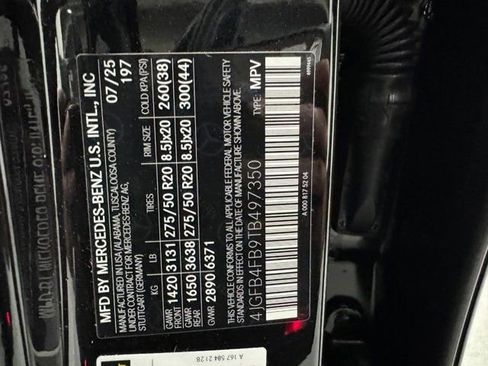 MFD BY MERCEDES-BENZ U.S. INTL., INC
MANUFACTURED IN USA (ALABAMA, TUSCALOOSA COUNTY)
UNDER CONTRACT FOR MERCEDES-BENZ AG,
STUTTGART (GERMANY)
07/25
197
KG LB TIRES RIM SIZE COLD KPA(PSI)
GAWR FRONT 1420 3131 275/50 R20 8.5Jx20 260(38)
GAWR REAR 1650 3638 275/50 R20 8.5Jx20 300(44)
GVWR 2890 6371
THIS VEHICLE CONFORMS TO ALL APPLICABLE FEDERAL MOTOR VEHICLE SAFETY
STANDARDS IN EFFECT ON THE DATE OF MANUFACTURE SHOWN ABOVE.
4JGFB4FB9TB497350 TYPE: MPV
A 000 817 52 04
A 167 584 21 28